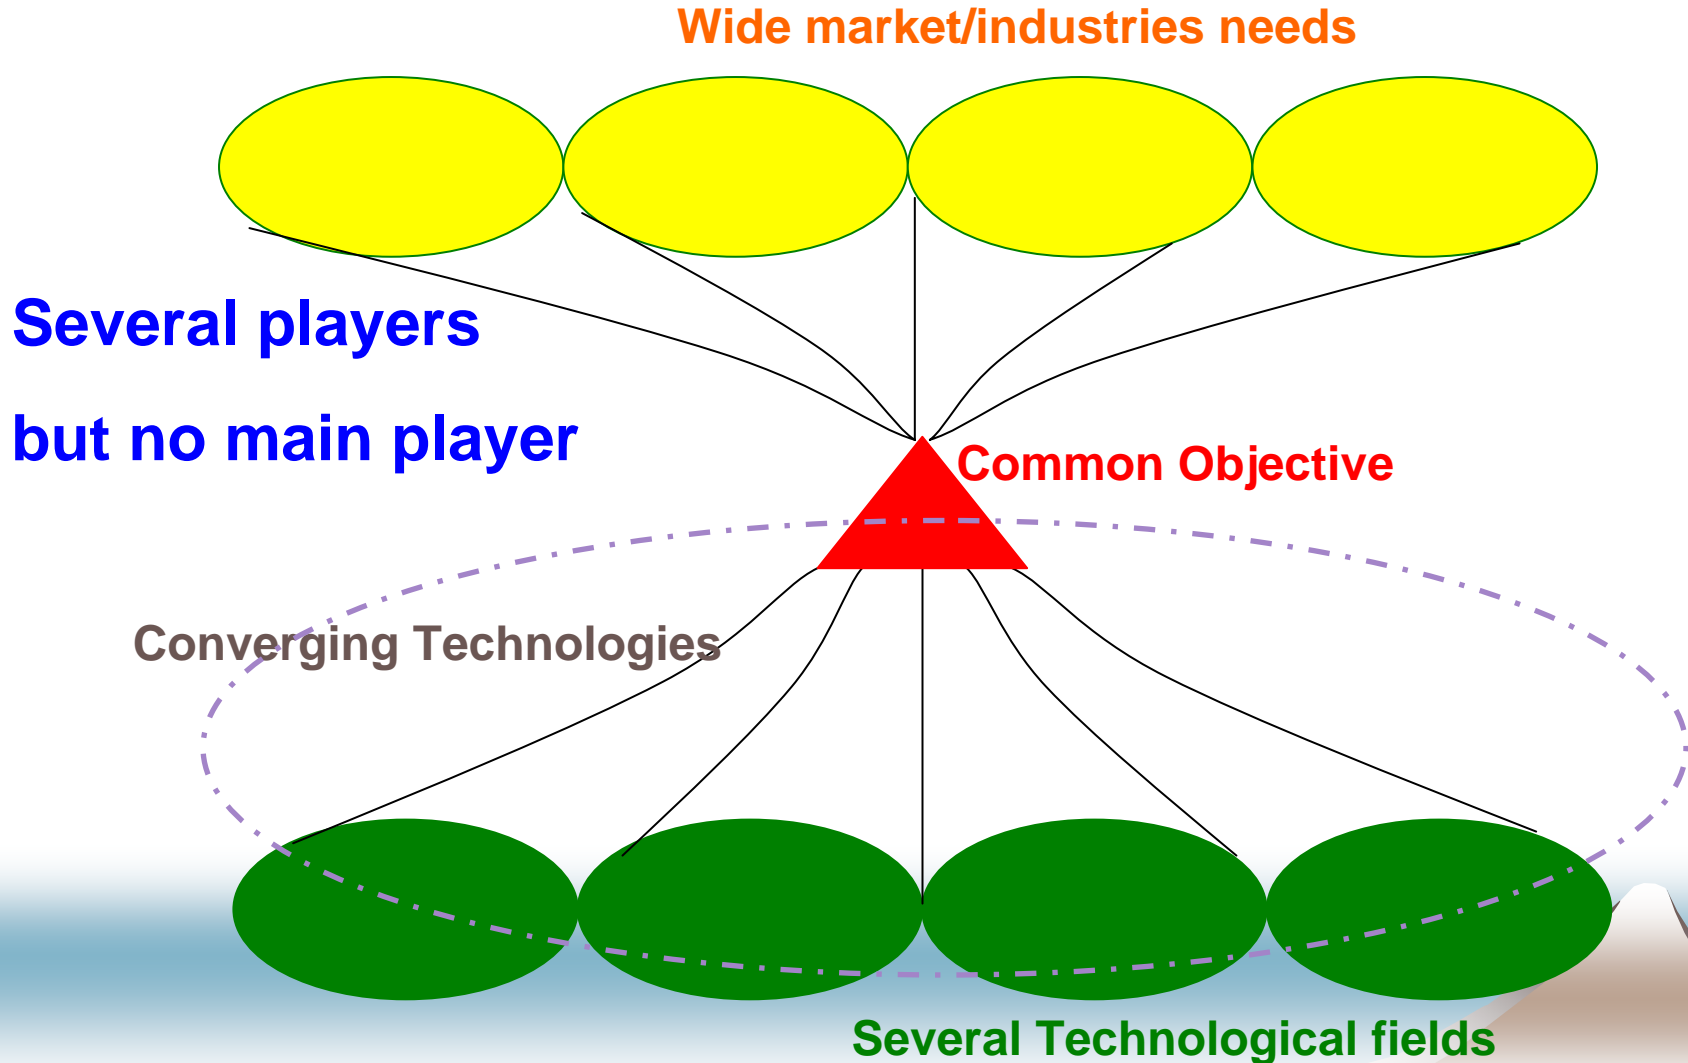 Wide market/industries needs
Several players
but no main player
Common Objective
Converging Technologies
Several Technological fields